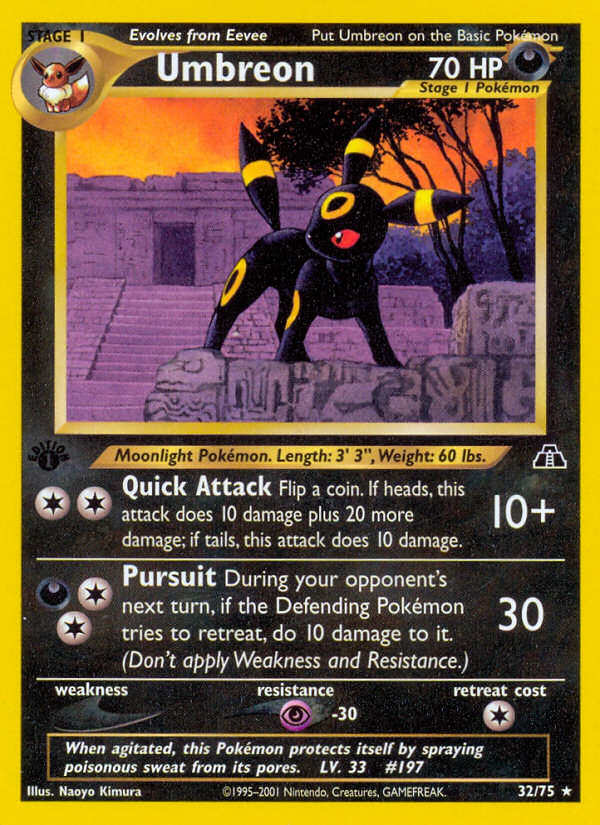 STAGE 1 Evolves from Eevee Put Umbreon on the Basic Pokémon
Umbreon 70 HP
Stage 1 Pokémon
EDITION
1
Moonlight Pokémon. Length: 3' 3", Weight: 60 lbs.
Quick Attack Flip a coin. If heads, this
attack does 10 damage plus 20 more
damage; if tails, this attack does 10 damage.
10+
Pursuit During your opponent's
next turn, if the Defending Pokémon
tries to retreat, do 10 damage to it.
(Don't apply Weakness and Resistance.)
30
weakness resistance retreat cost
-30
When agitated, this Pokémon protects itself by spraying
poisonous sweat from its pores. LV. 33 #197
Illus. Naoyo Kimura ©1995-2001 Nintendo, Creatures, GAMEFREAK. 32/75 ★